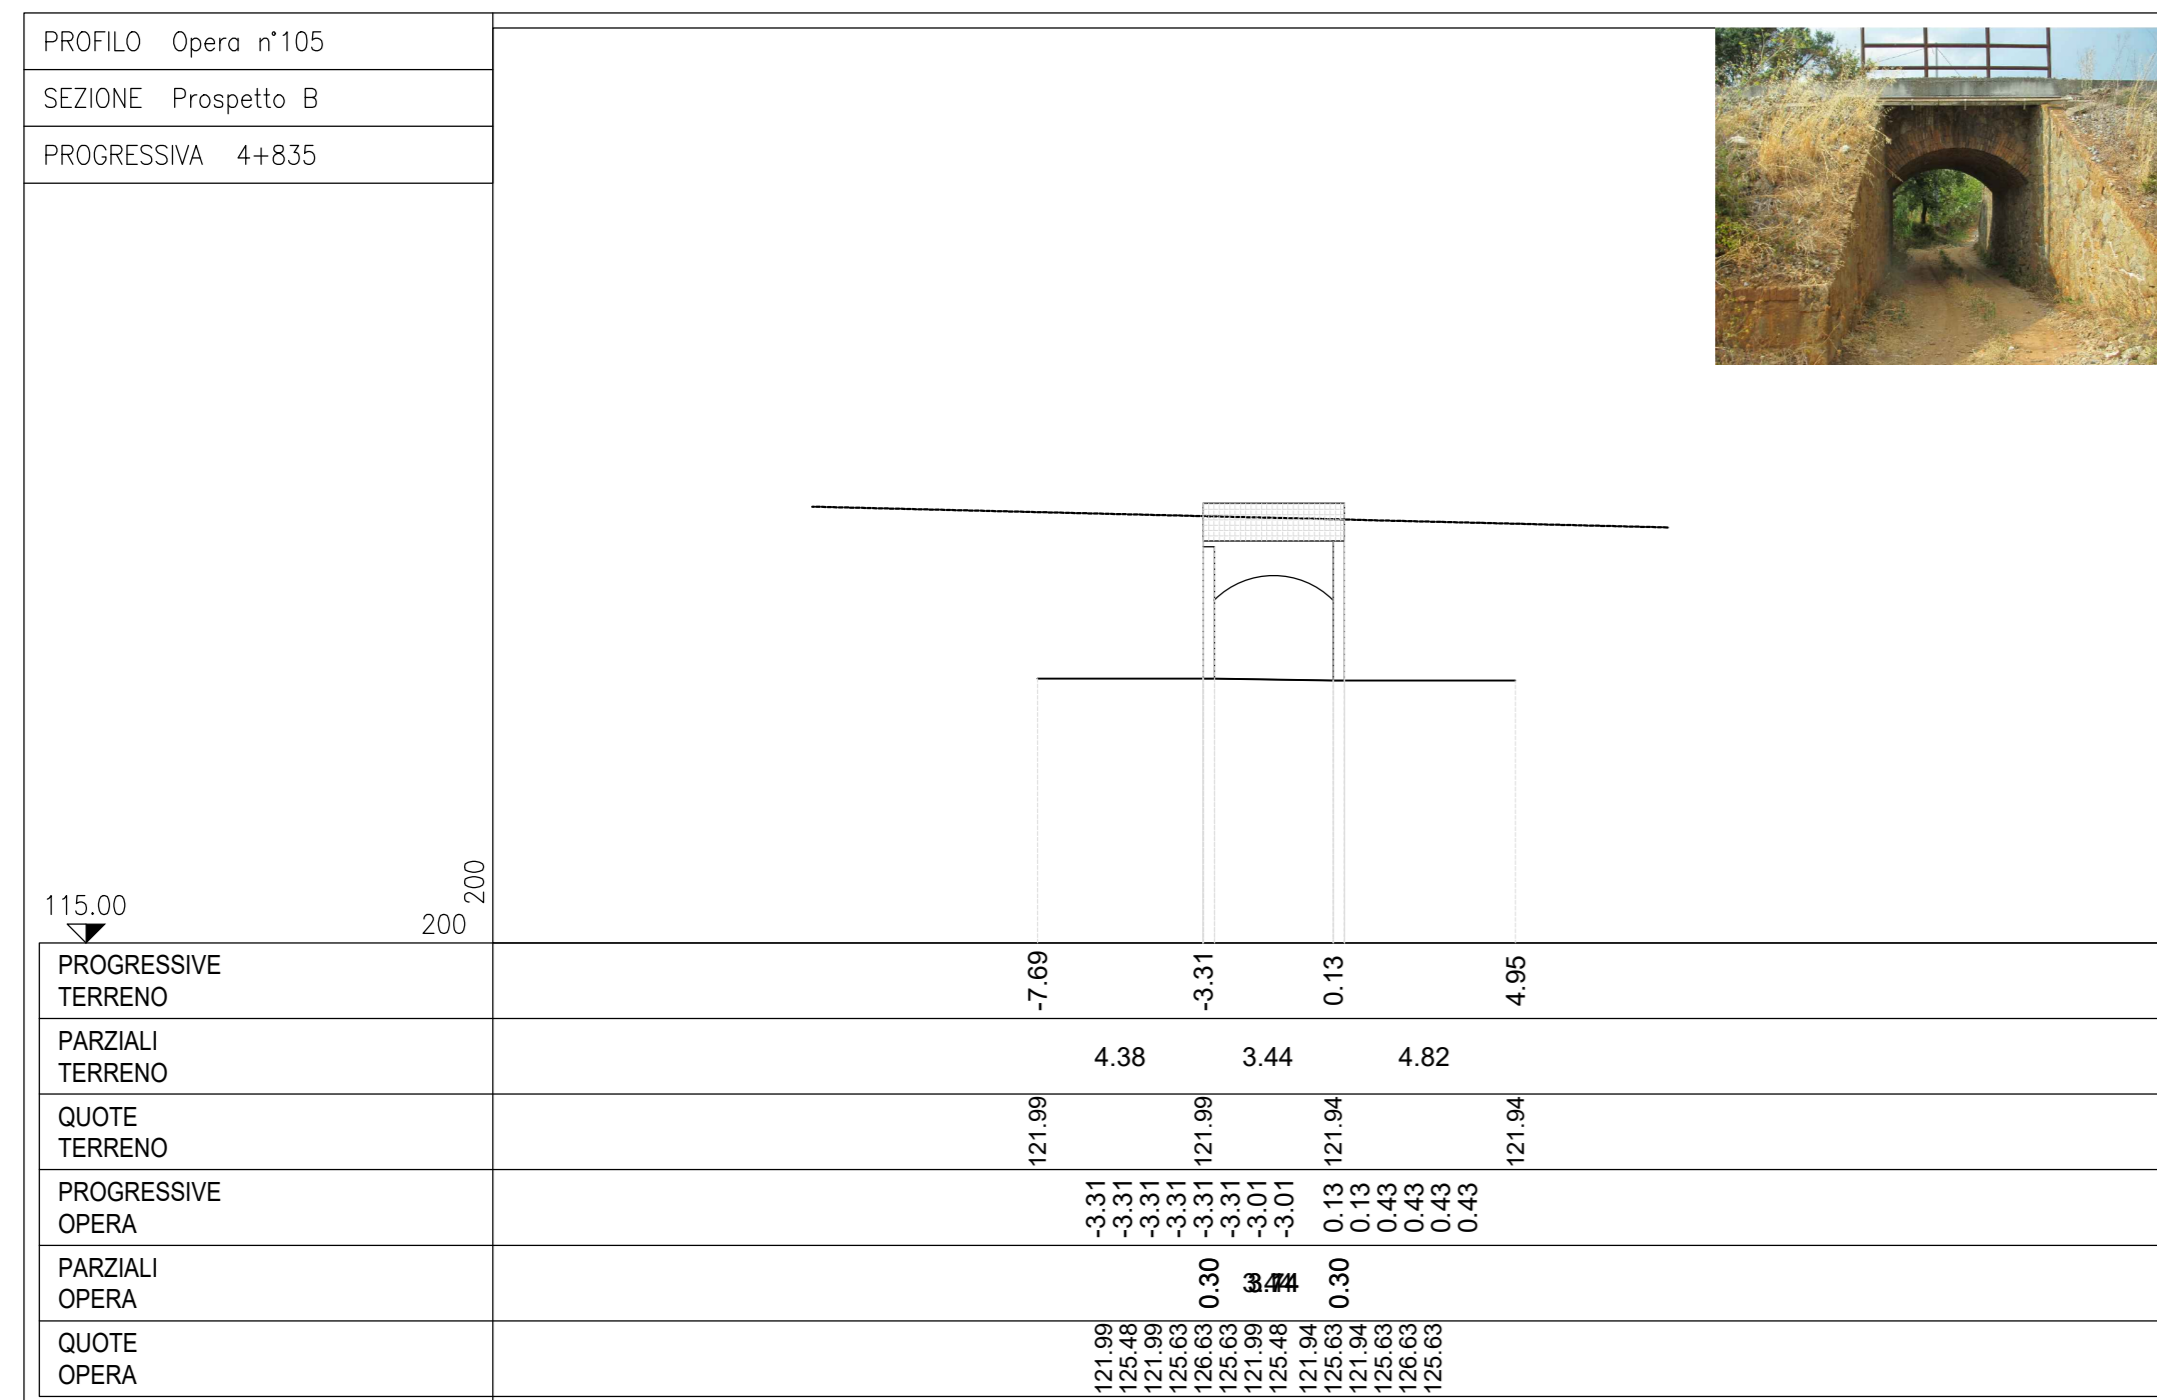 PROFILO Opera n°105
SEZIONE Prospetto B
PROGRESSIVA 4+835
200
115.00
200
PROGRESSIVE
TERRENO
-7.69 -3.31 0.13 4.95
PARZIALI
TERRENO
4.38 3.44 4.82
QUOTE
TERRENO
121.99 121.99 121.94 121.94
PROGRESSIVE
OPERA
-3.31 -3.31 -3.31 -3.31 -3.31 -3.31 -3.01 -3.01 0.13 0.13 0.43 0.43 0.43 0.43
PARZIALI
OPERA
0.30 0.30
QUOTE
OPERA
121.99 125.48 121.99 125.63 126.63 125.63 121.99 125.48 121.94 125.63 121.94 125.63 126.63 125.63